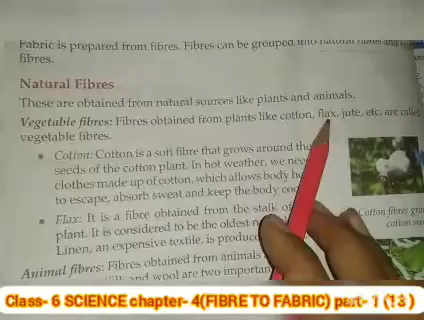 Fabric is prepared from fibres. Fibres can be grouped into natural fibres and
fibres.
Natural Fibres
These are obtained from natural sources like plants and animals.
Vegetable fibres: Fibres obtained from plants like cotton, flax, jute, etc. are called
vegetable fibres.
• Cotton: Cotton is a soft fibre that grows around the
seeds of the cotton plant. In hot weather, we
clothes made up of cotton, which allows body
to escape, absorb sweat and keep the body
• Flax: It is a fibre obtained from the stalk of
plant. It is considered to be the oldest
Linen, an expensive textile, is
Cotton fibres
cotton
Animal fibres: Fibres obtained from animals
and wool are two
Class- 6 SCIENCE chapter- 4(FIBRE TO FABRIC) part- 1 (13)